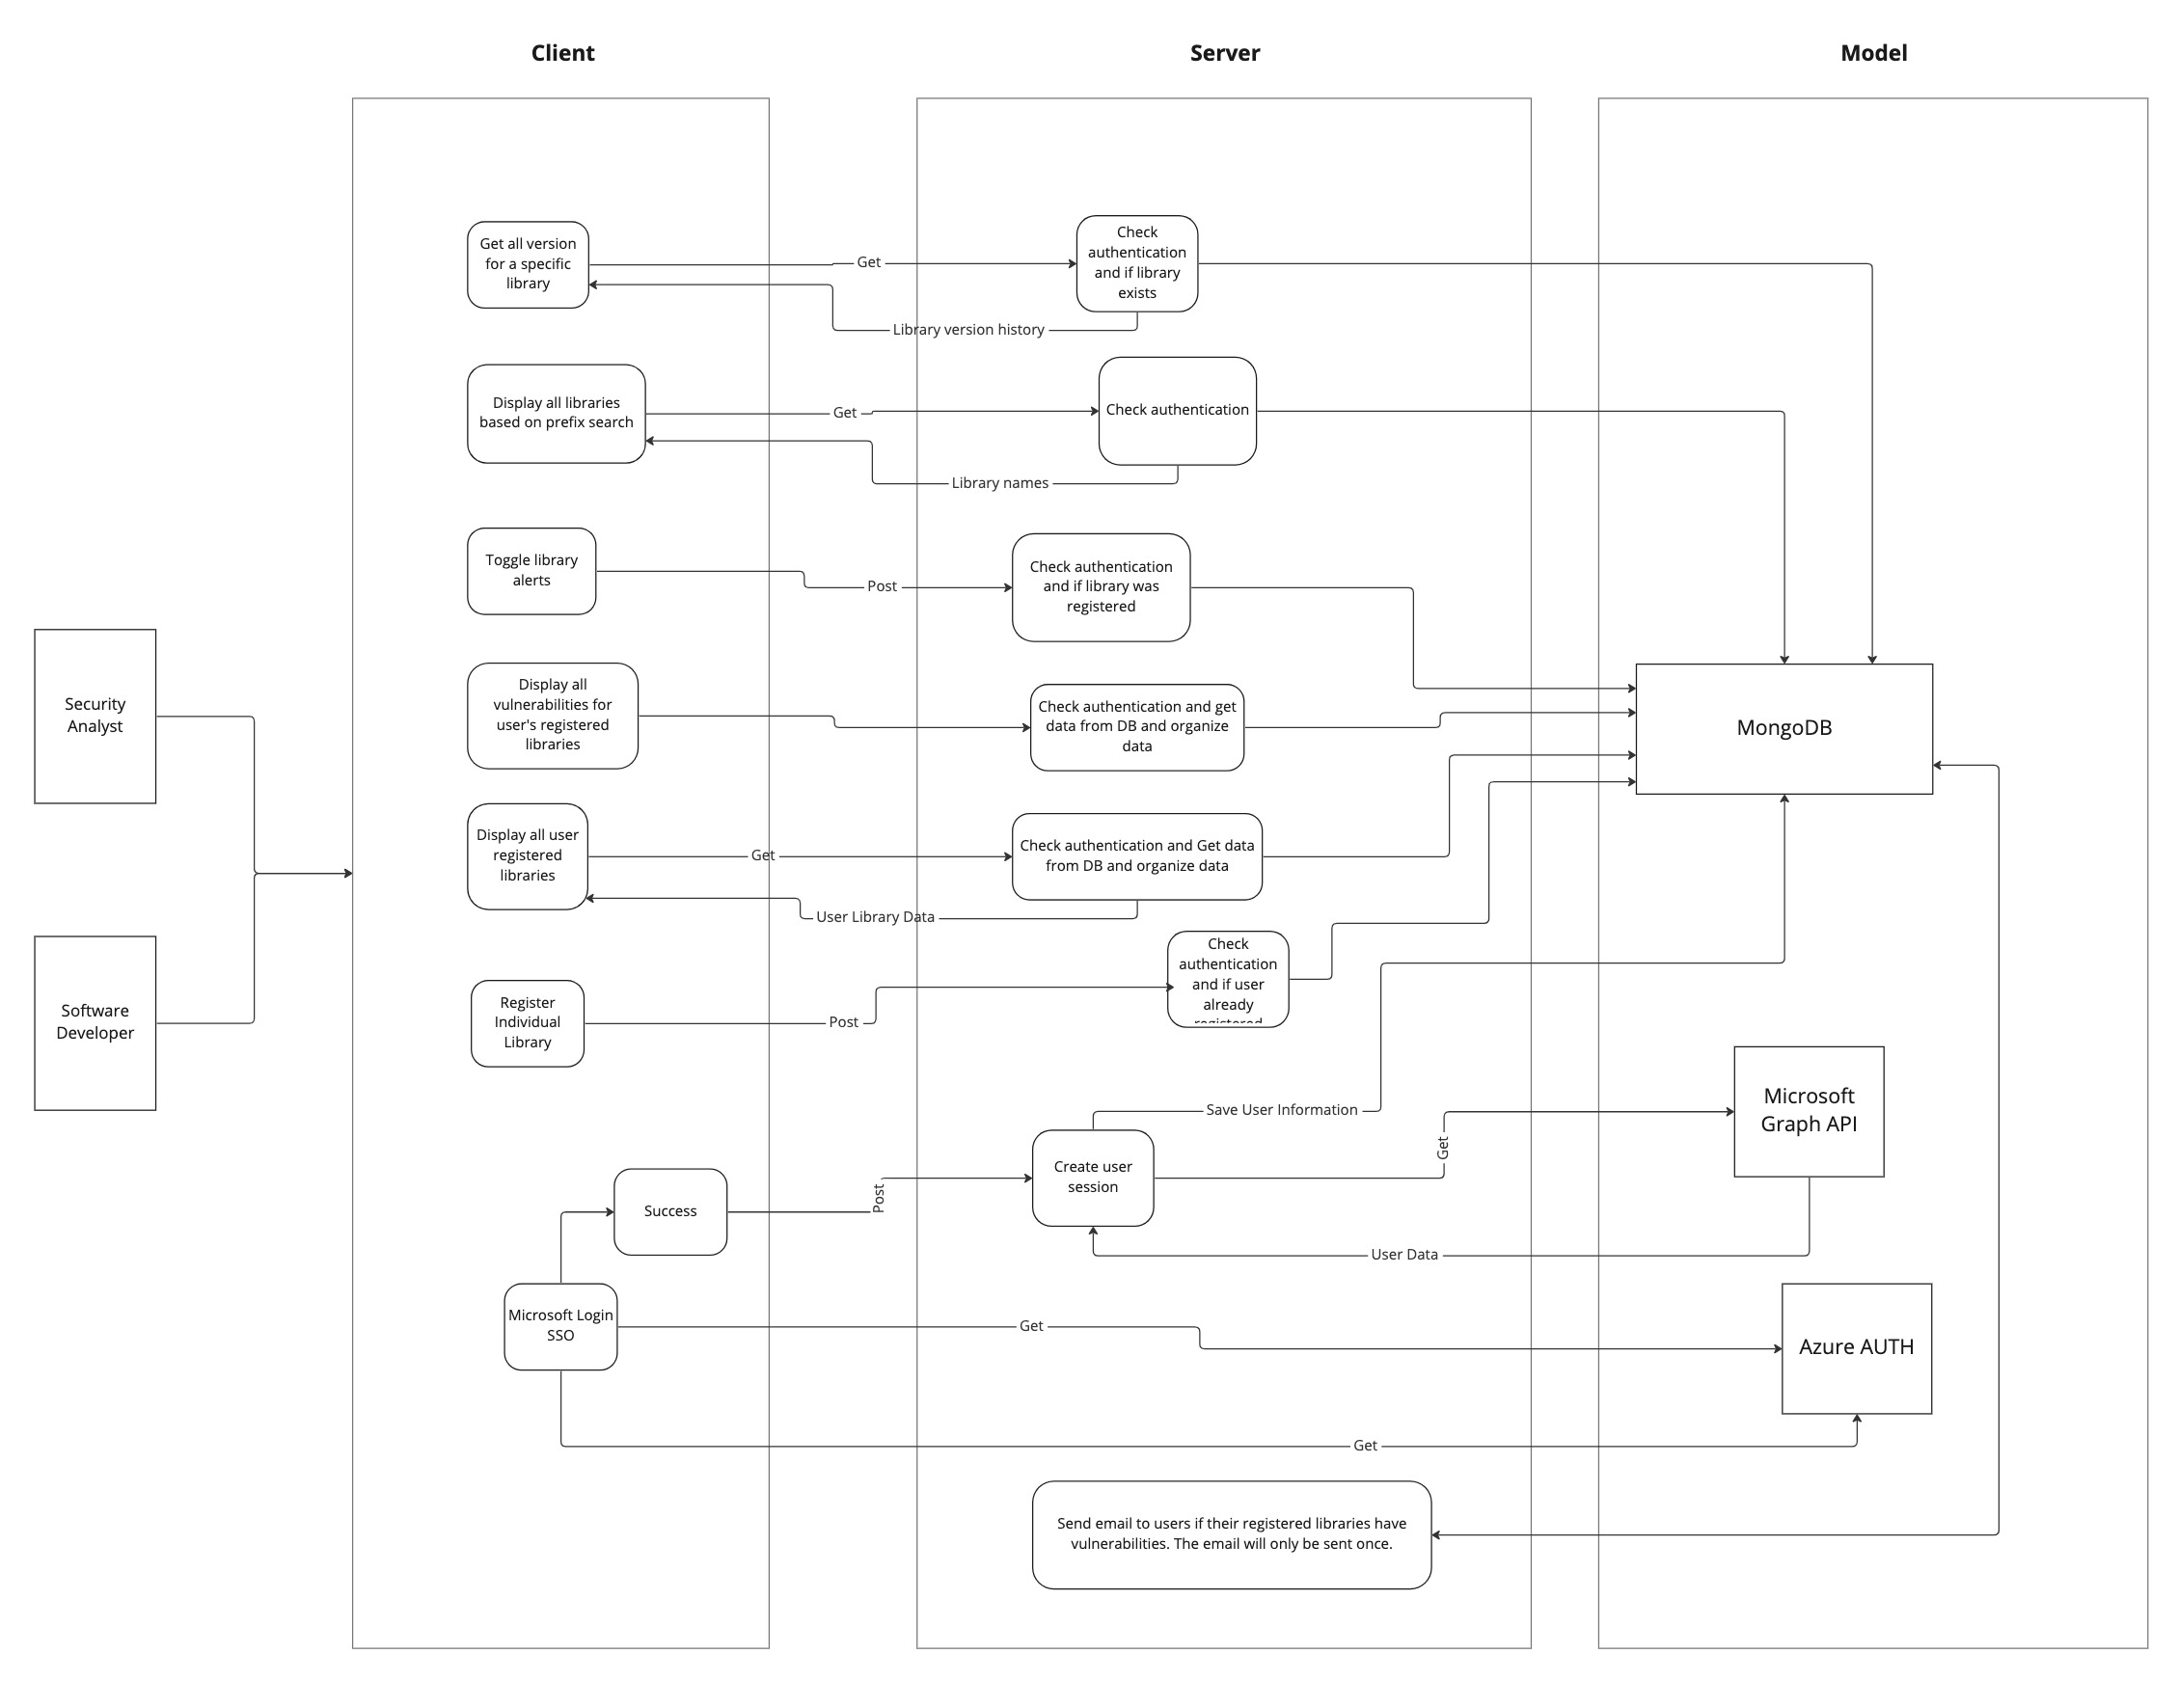 Client
Server
Model
Get all version
for a specific
library
Get
Check
authentication
and if library
exists
Library version history
Display all libraries
based on prefix search
Get
Check authentication
Library names
Toggle library
alerts
Post
Check authentication
and if library was
registered
Security
Analyst
Display all
vulnerabilities for
user's registered
libraries
Check authentication and get
data from DB and organize
data
MongoDB
Display all user
registered
libraries
Get
Check authentication and Get data
from DB and organize data
User Library Data
Software
Developer
Register
Individual
Library
Post
Check
authentication
and if user
already
registered
Save User Information
Microsoft
Graph API
Get
Create user
session
Success
Post
User Data
Microsoft Login
SSO
Get
Azure AUTH
Get
Send email to users if their registered libraries have
vulnerabilities. The email will only be sent once.